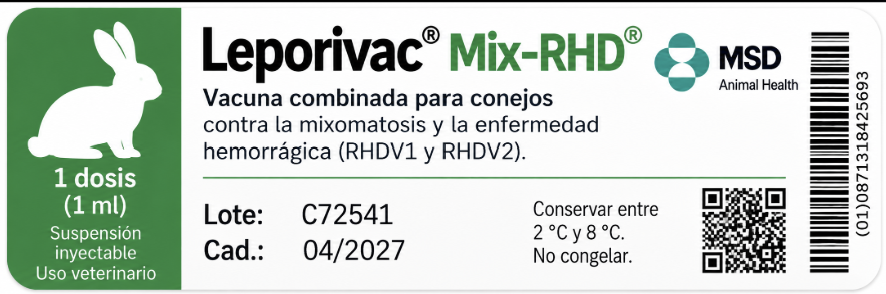 Leporivac® Mix-RHD®
MSD
Animal Health
Vacuna combinada para conejos
contra la mixomatosis y la enfermedad
hemorrágica (RHDV1 y RHDV2).
1 dosis
(1 ml)
Suspensión
inyectable
Uso veterinario
Lote: C72541
Cad.: 04/2027
Conservar entre
2 °C y 8 °C.
No congelar.
(01)0871318425693